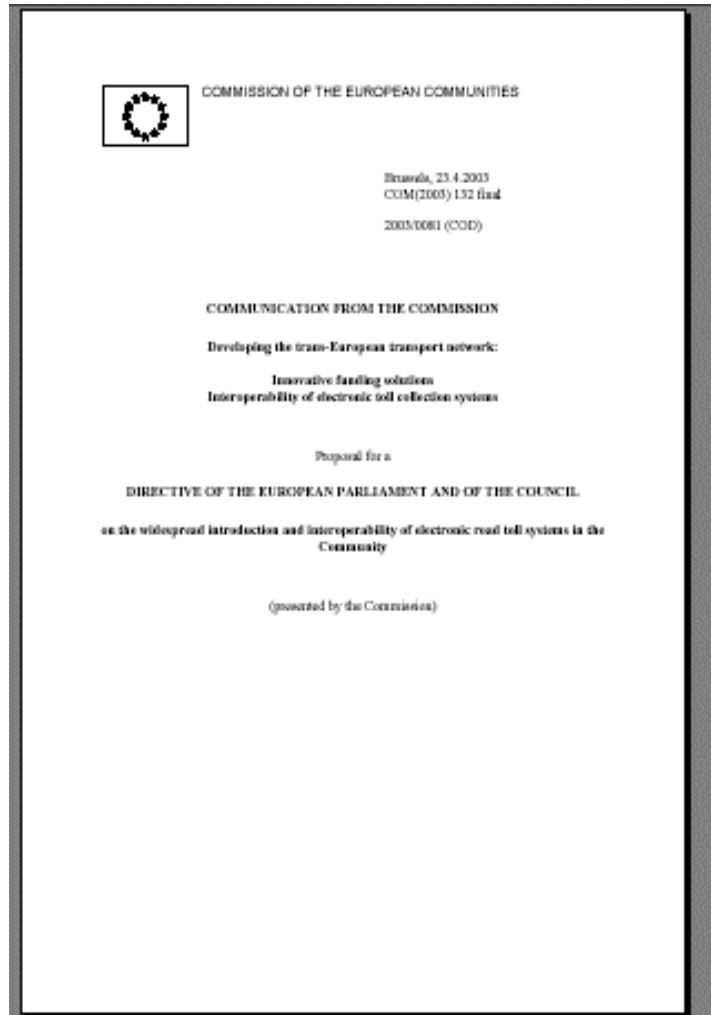 COMMISSION OF THE EUROPEAN COMMUNITIES
Brussels, 23.4.2003
COM(2003) 132 final
2003/0081 (COD)
COMMUNICATION FROM THE COMMISSION
Developing the trans-European transport network:
Innovative funding solutions
Interoperability of electronic toll collection systems
Proposal for a
DIRECTIVE OF THE EUROPEAN PARLIAMENT AND OF THE COUNCIL
on the widespread introduction and interoperability of electronic road toll systems in the
Community
(presented by the Commission)